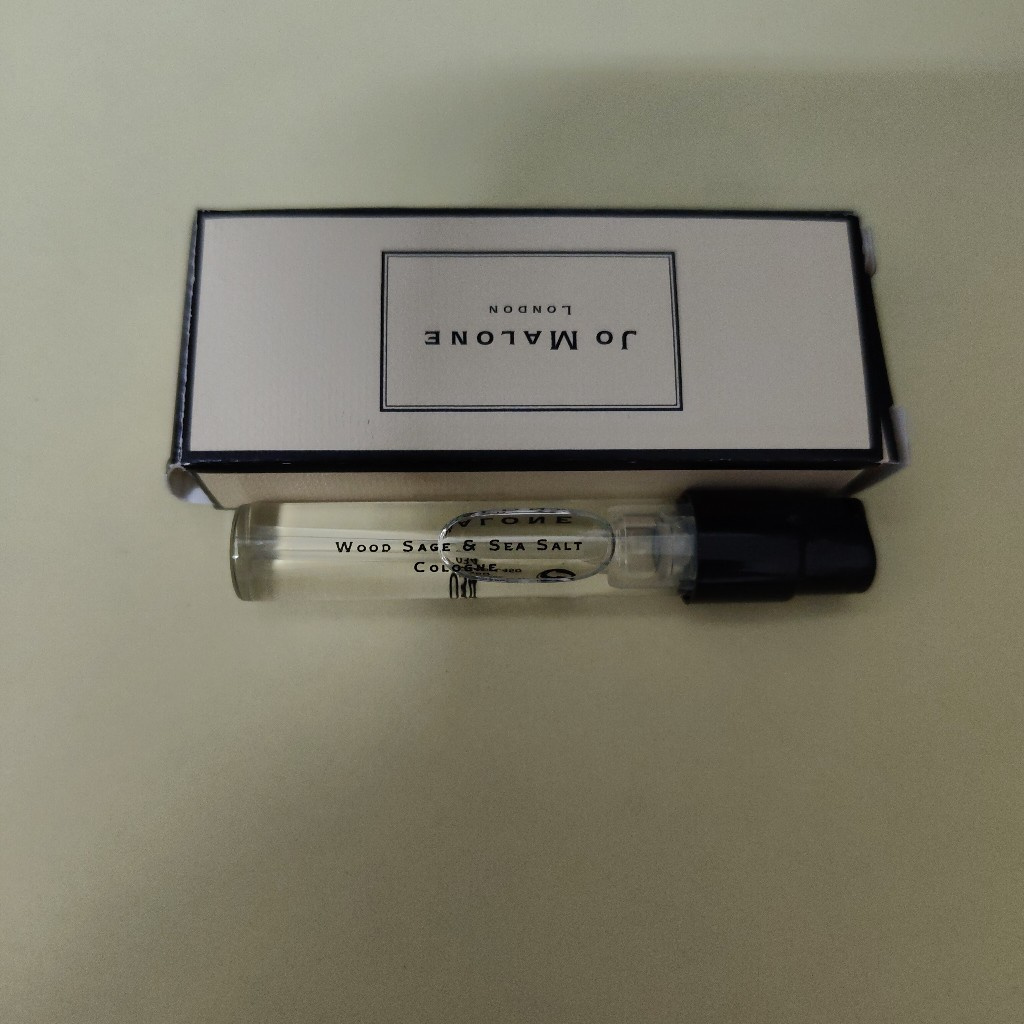 Jo Malone
London
Wood Sage & Sea Salt
Cologne